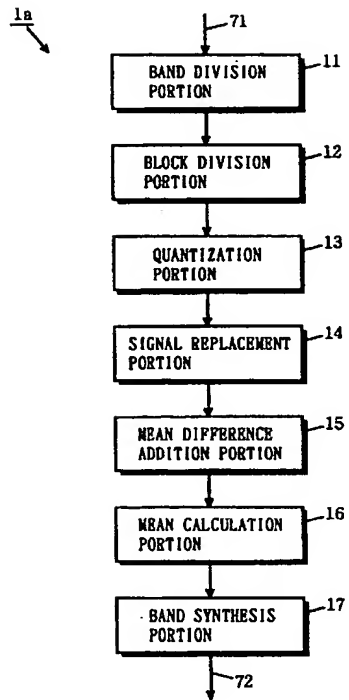 1a
71
11
BAND DIVISION
PORTION
12
BLOCK DIVISION
PORTION
13
QUANTIZATION
PORTION
14
SIGNAL REPLACEMENT
PORTION
15
MEAN DIFFERENCE
ADDITION PORTION
16
MEAN CALCULATION
PORTION
17
BAND SYNTHESIS
PORTION
72